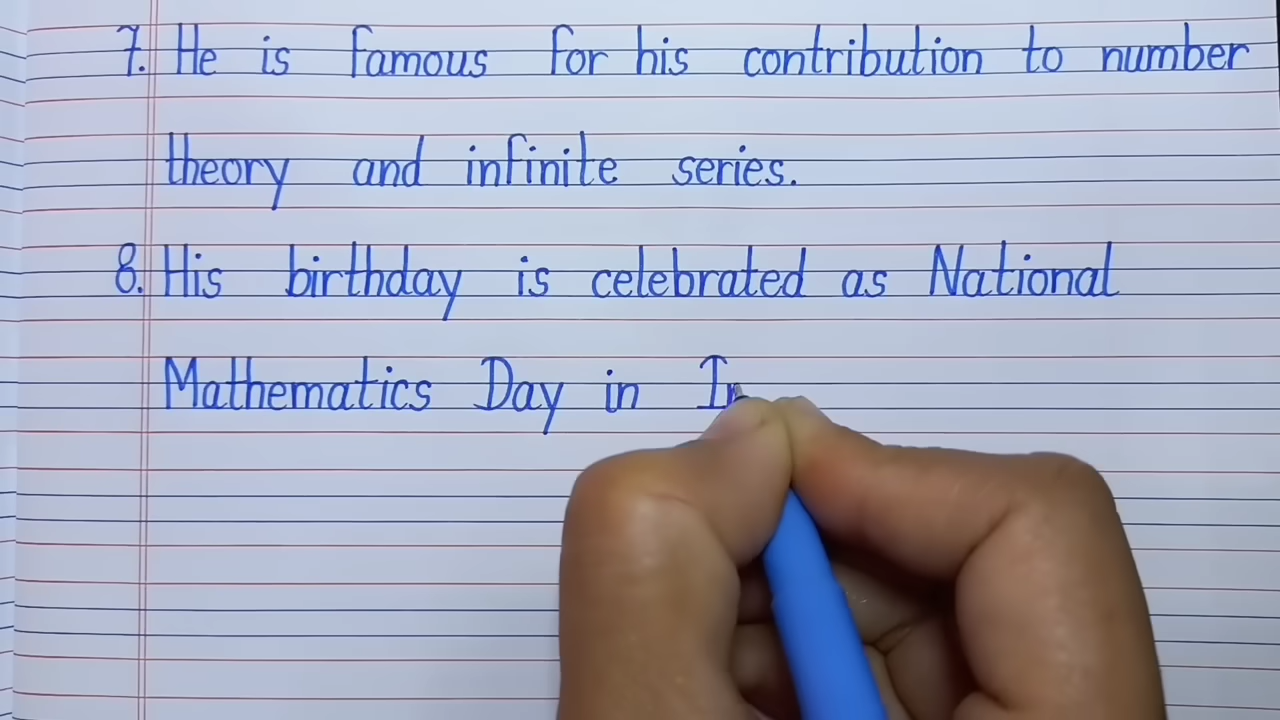 7. He is famous for his contribution to number
theory and infinite series.
8. His birthday is celebrated as National
Mathematics Day in In